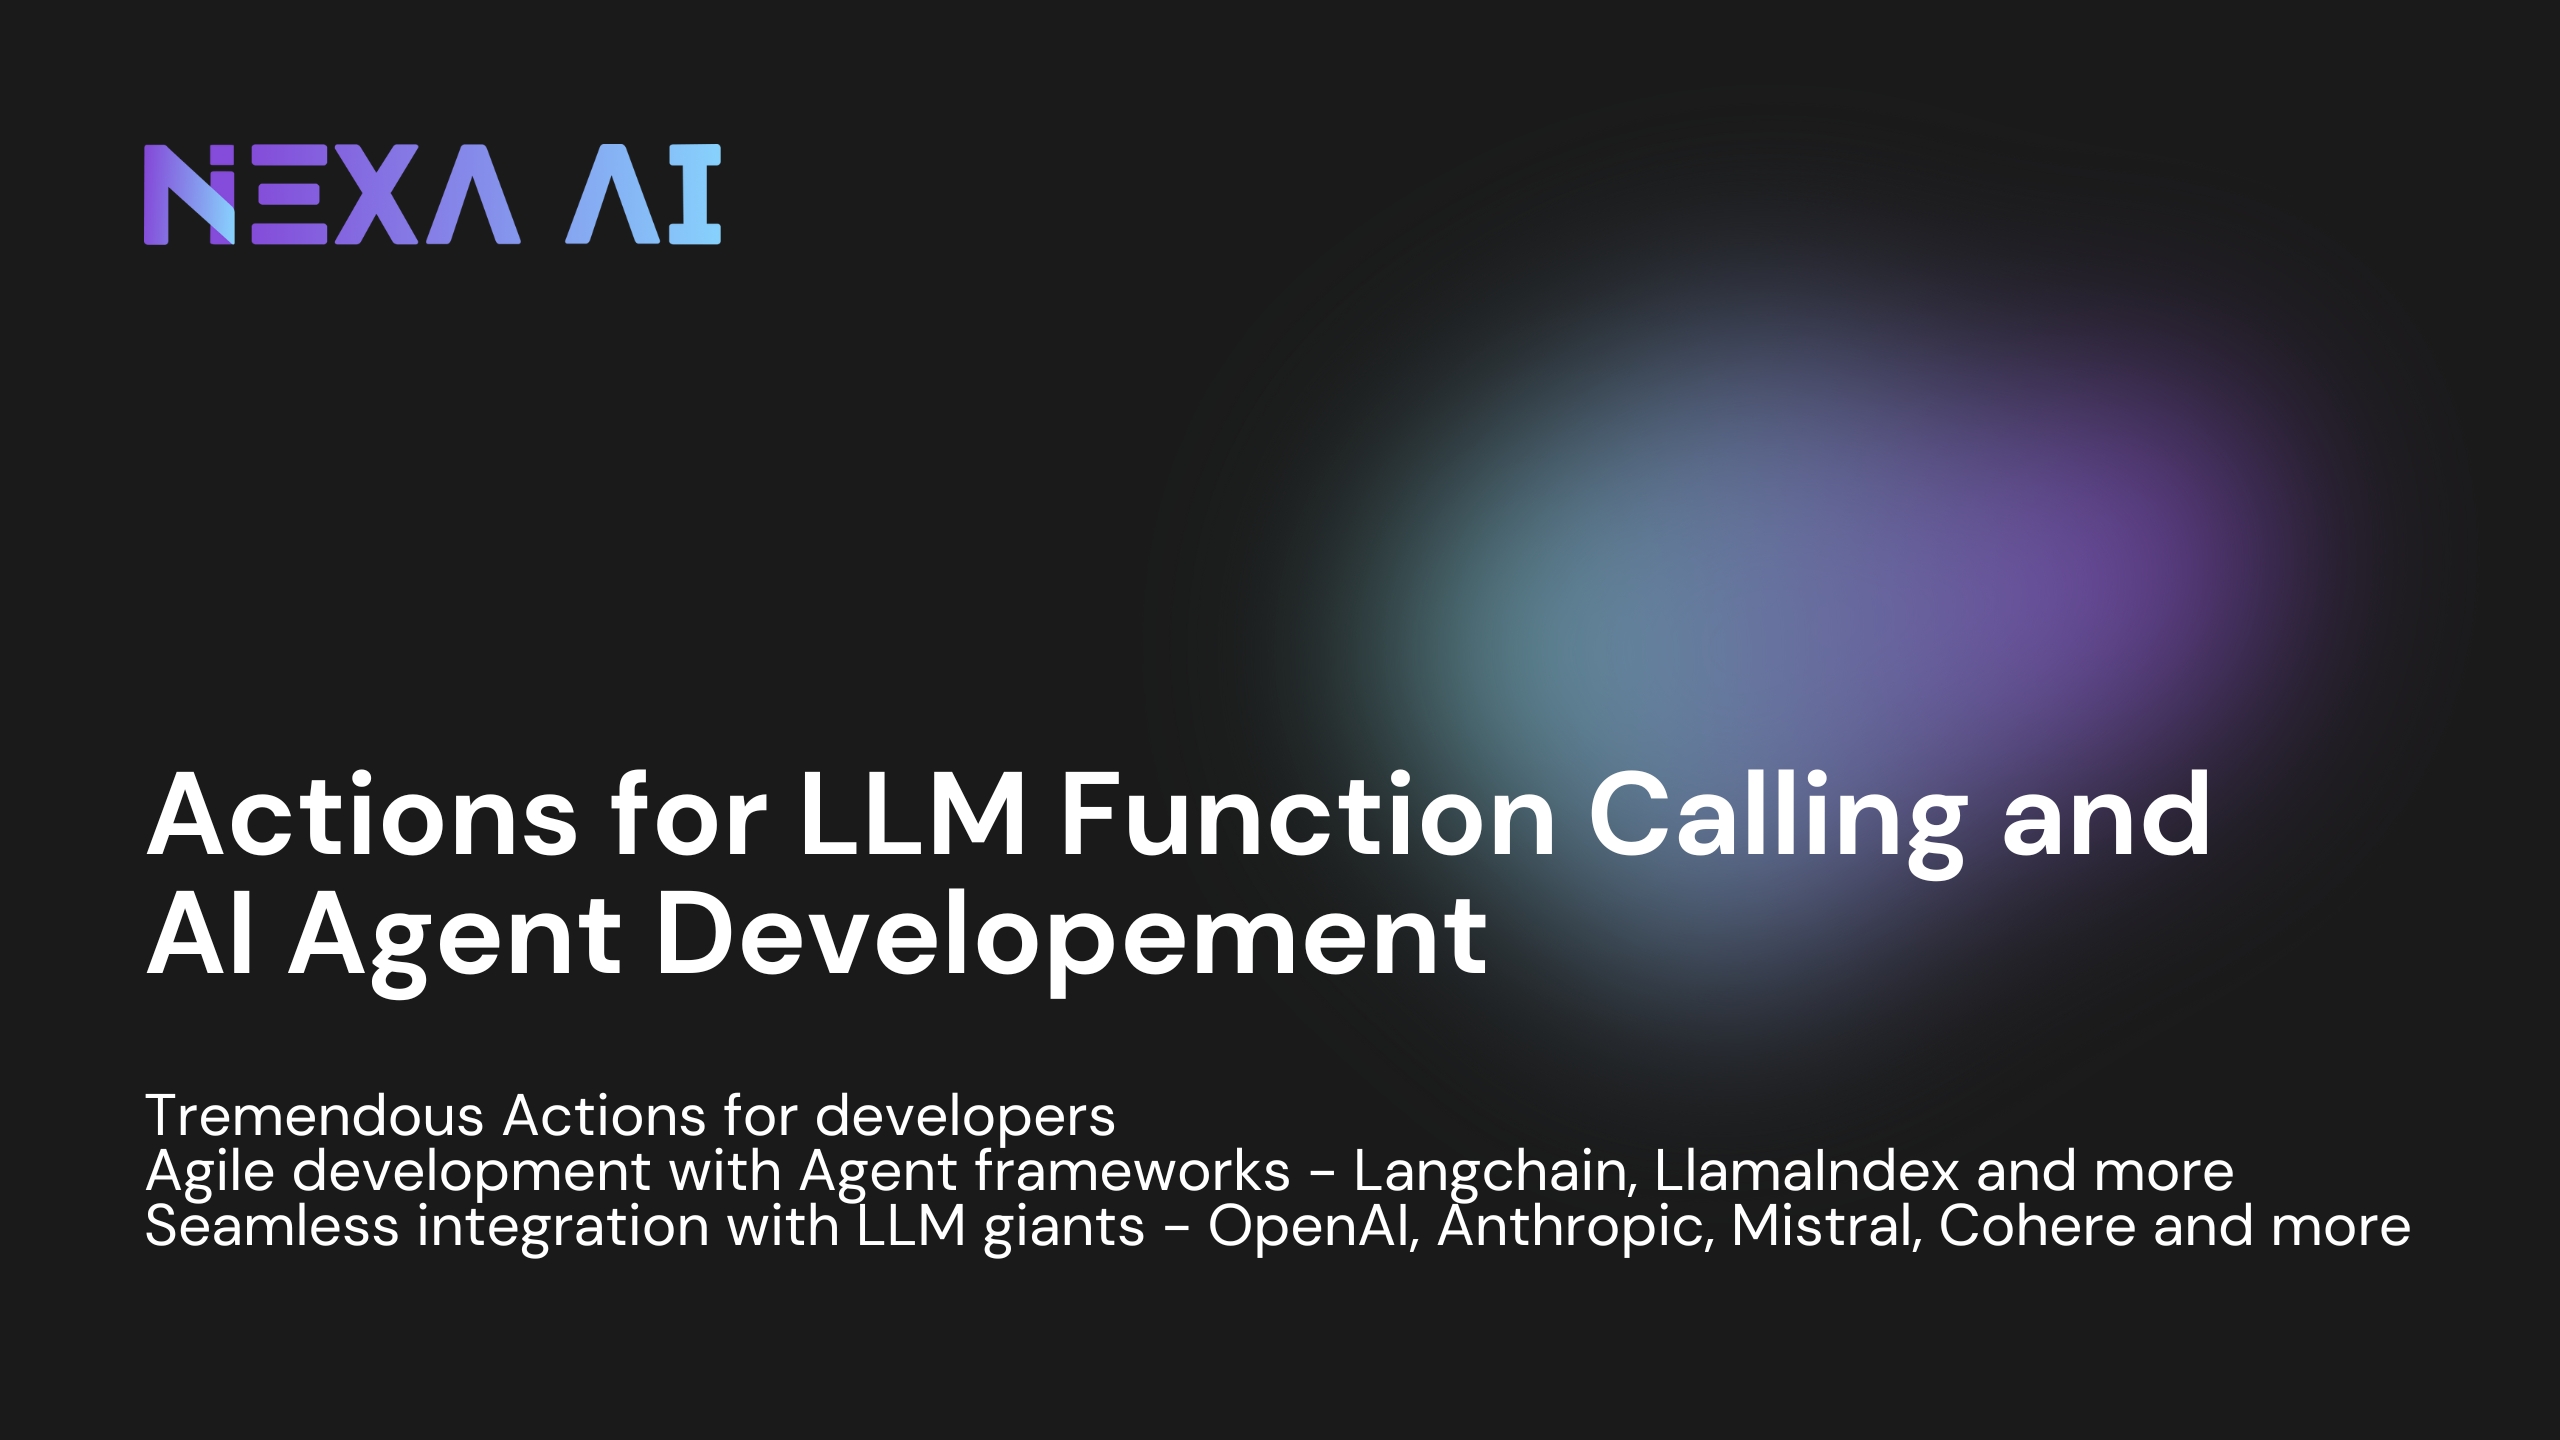 NEXA AI
Actions for LLM Function Calling and
AI Agent Developement
Tremendous Actions for developers
Agile development with Agent frameworks - Langchain, LlamaIndex and more
Seamless integration with LLM giants - OpenAI, Anthropic, Mistral, Cohere and more